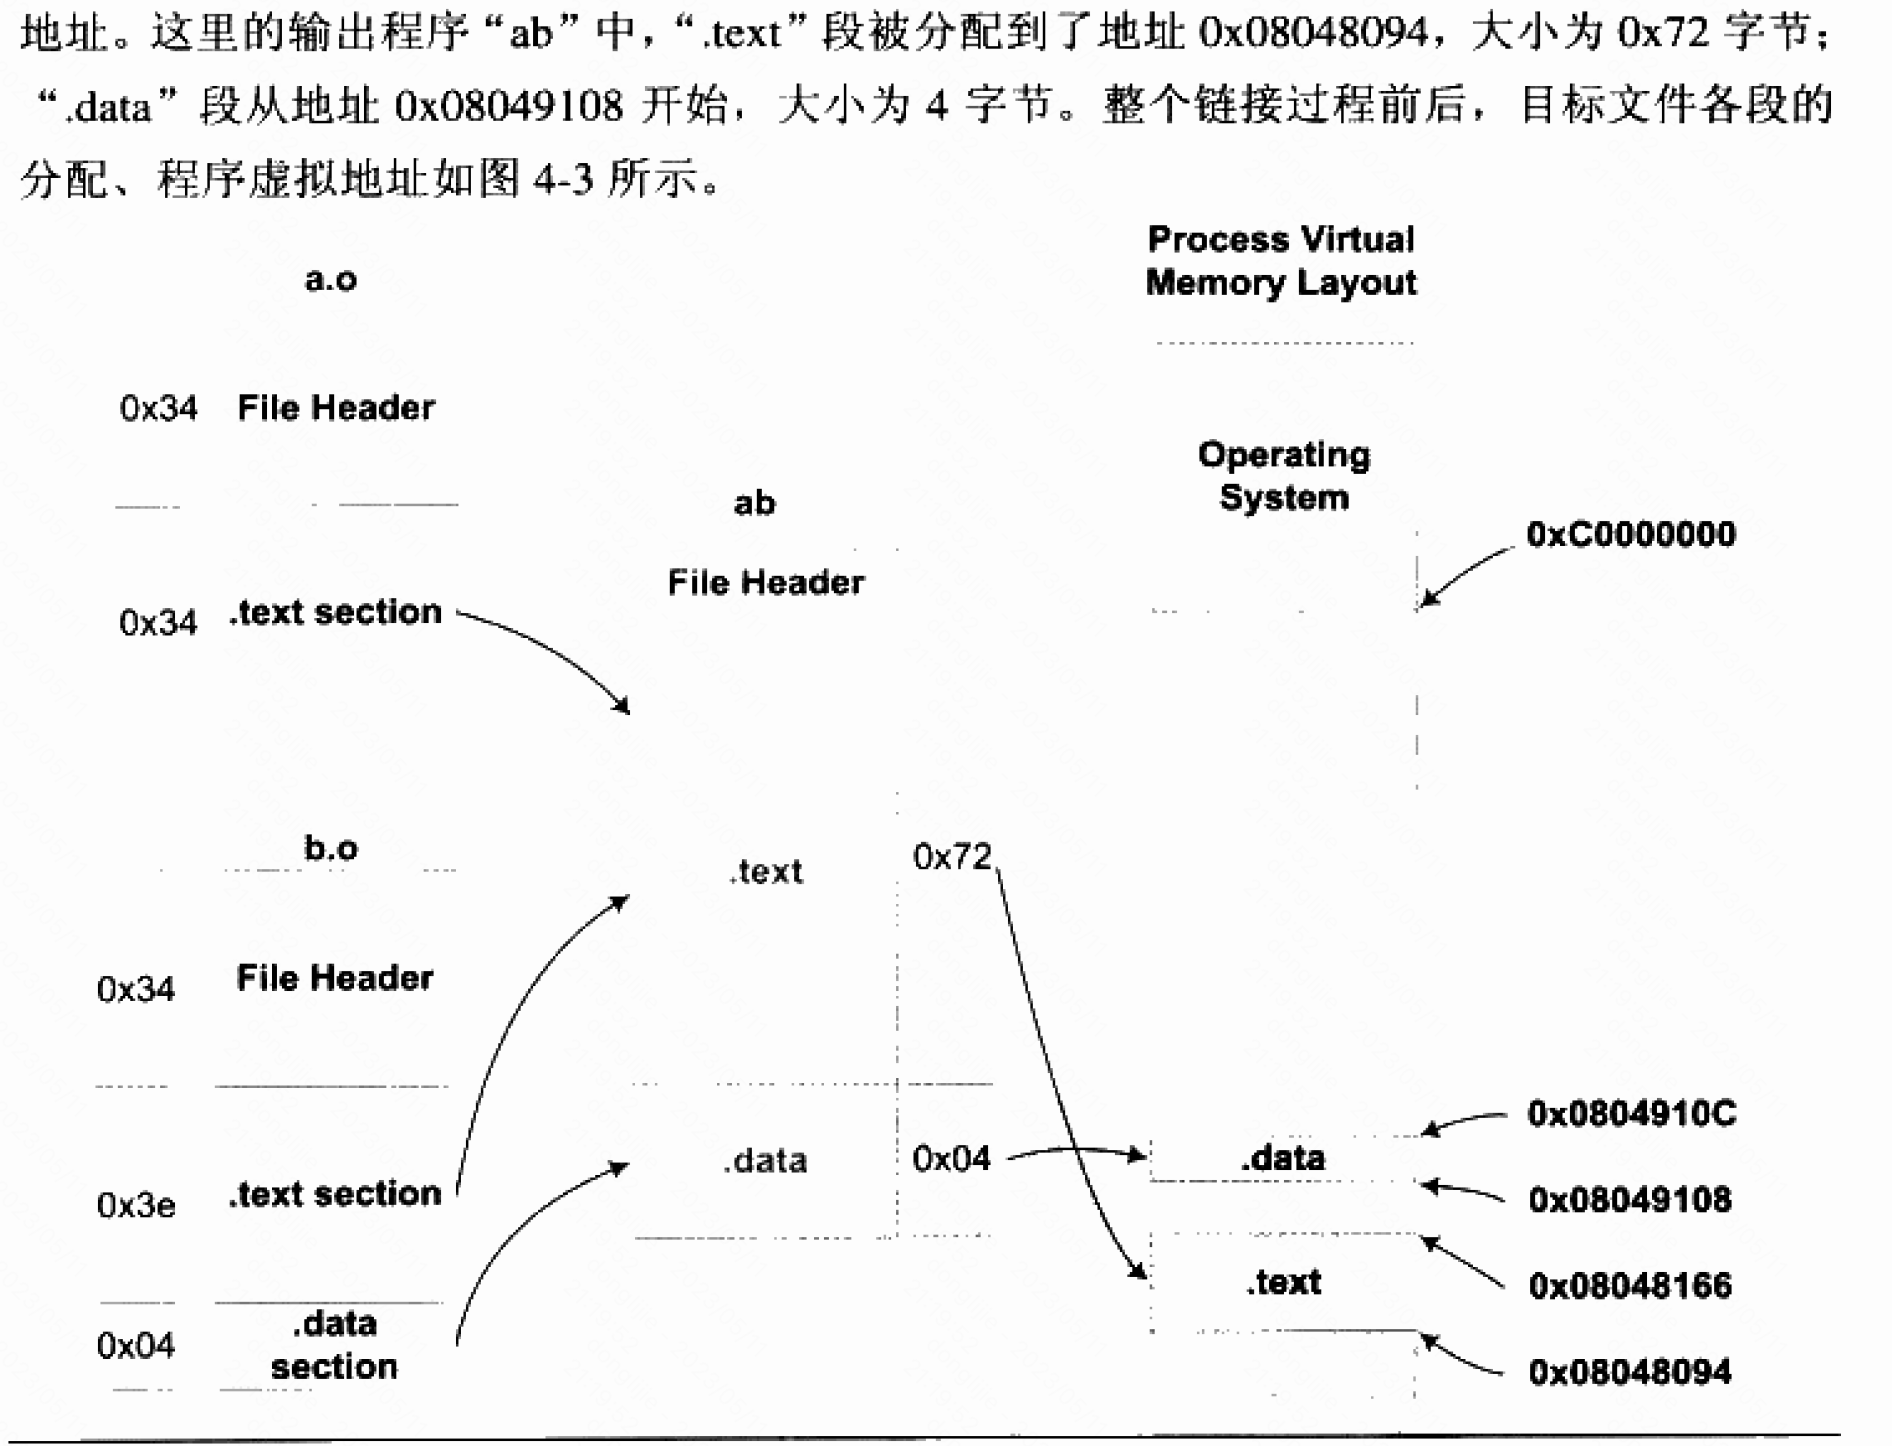 地址。这里的输出程序“ab”中，“.text”段被分配到了地址 0x08048094，大小为 0x72 字节；
“.data”段从地址 0x08049108 开始，大小为 4 字节。整个链接过程前后，目标文件各段的
分配、程序虚拟地址如图 4-3 所示。
Process Virtual
Memory Layout
a.o
0x34 File Header
Operating
System
ab
0xC0000000
File Header
0x34 .text section
b.o
.text 0x72
0x34 File Header
0x0804910C
.data 0x04 .data
0x3e .text section
0x08049108
.text
0x08048166
.data
section
0x04
0x08048094